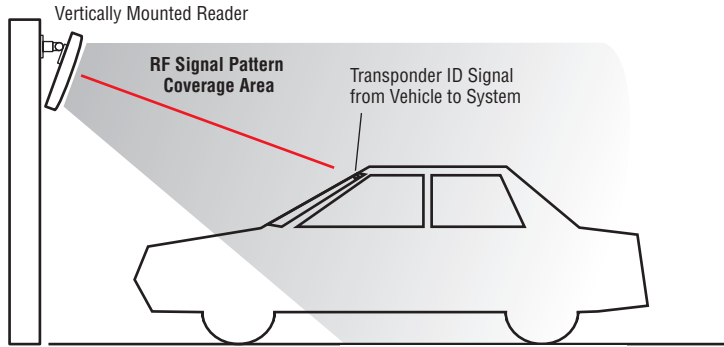 Vertically Mounted Reader
RF Signal Pattern
Coverage Area
Transponder ID Signal
from Vehicle to System